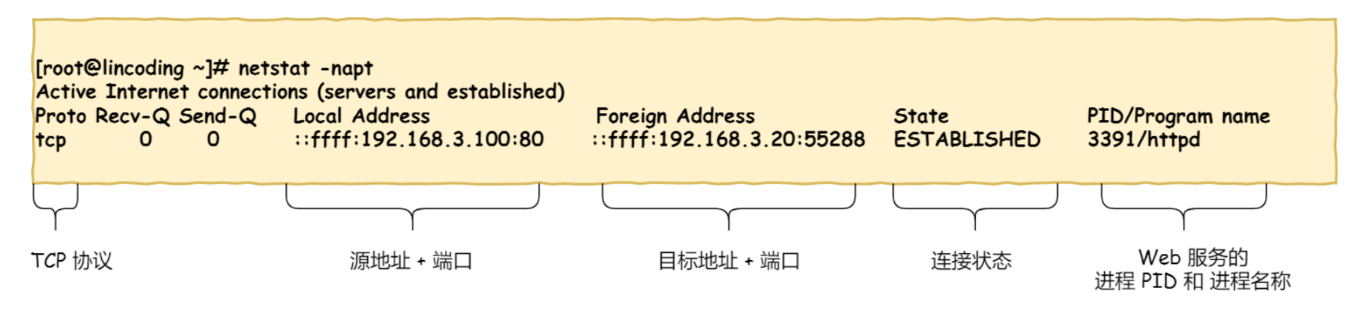 [root@lincoding ~]# netstat -napt
Active Internet connections (servers and established)
Proto Recv-Q Send-Q Local Address Foreign Address State PID/Program name
tcp 0 0 ::ffff:192.168.3.100:80 ::ffff:192.168.3.20:55288 ESTABLISHED 3391/httpd
TCP 协议 源地址 + 端口 目标地址 + 端口 连接状态 Web 服务的
进程 PID 和 进程名称